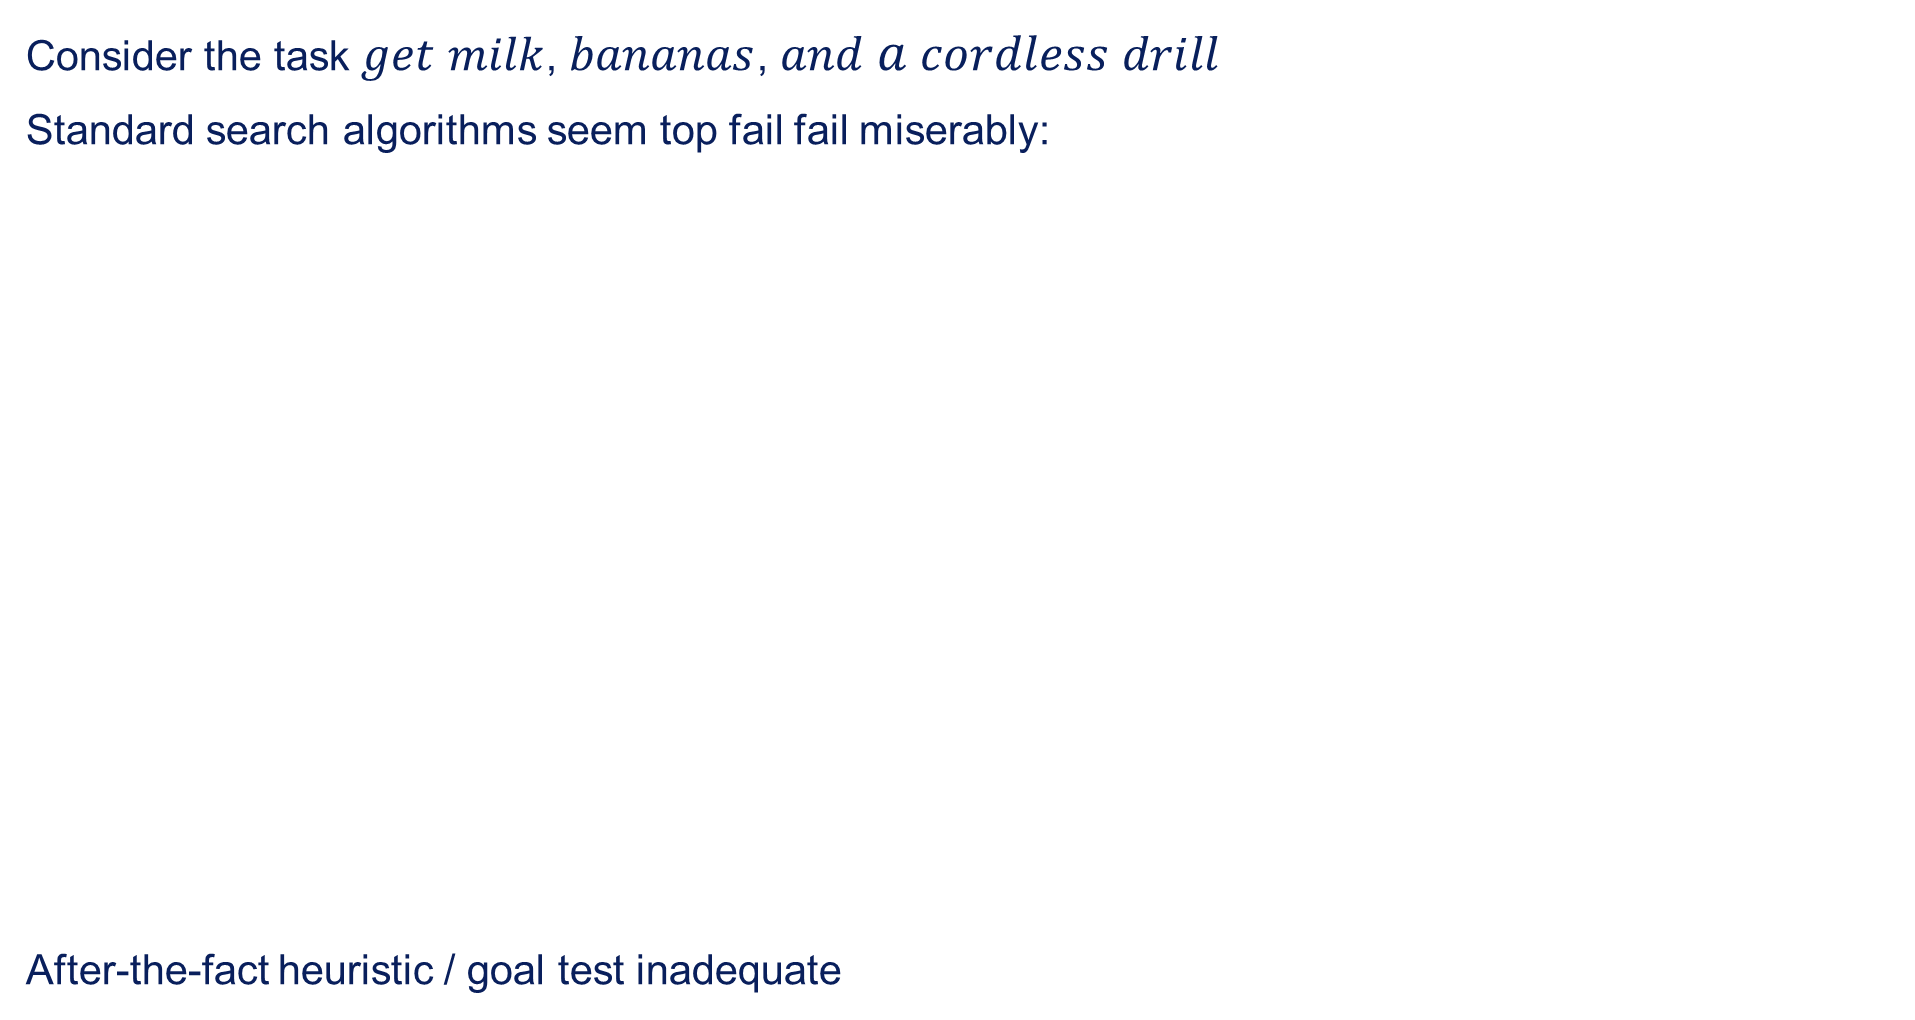 Consider the task get milk, bananas, and a cordless drill
Standard search algorithms seem top fail fail miserably:
After-the-fact heuristic / goal test inadequate